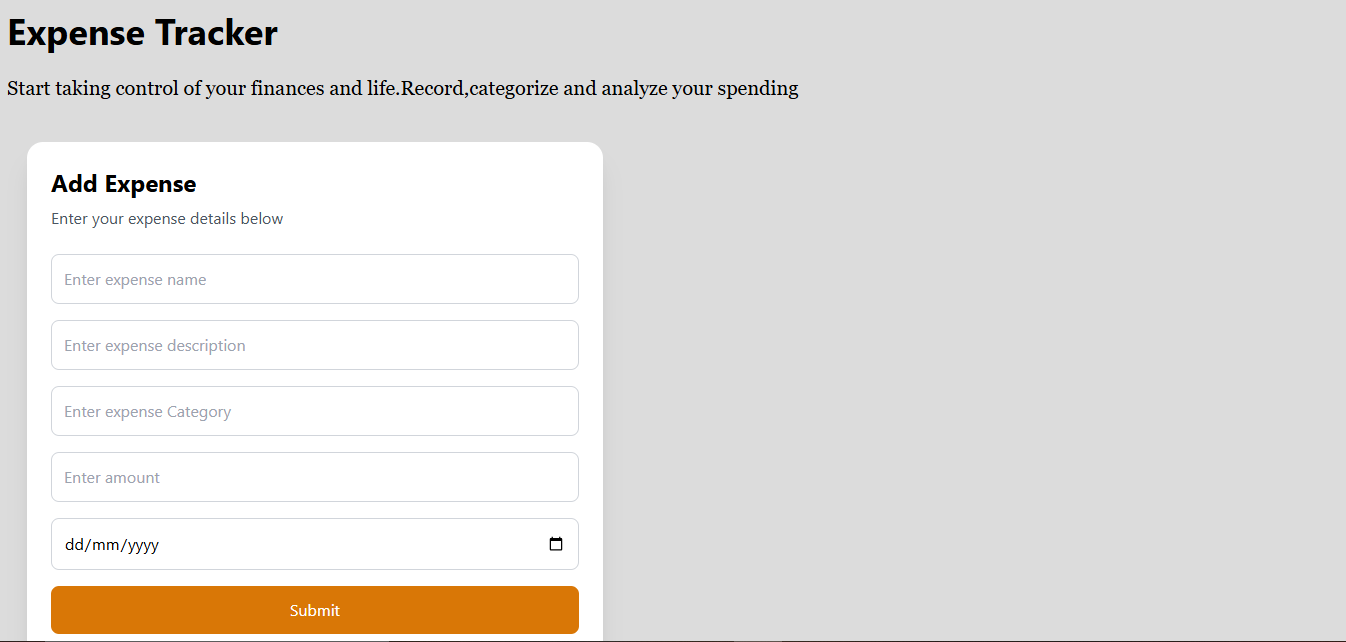 Expense Tracker
Start taking control of your finances and life.Record,categorize and analyze your spending
Add Expense
Enter your expense details below
Enter expense name
Enter expense description
Enter expense Category
Enter amount
dd/mm/yyyy
Submit